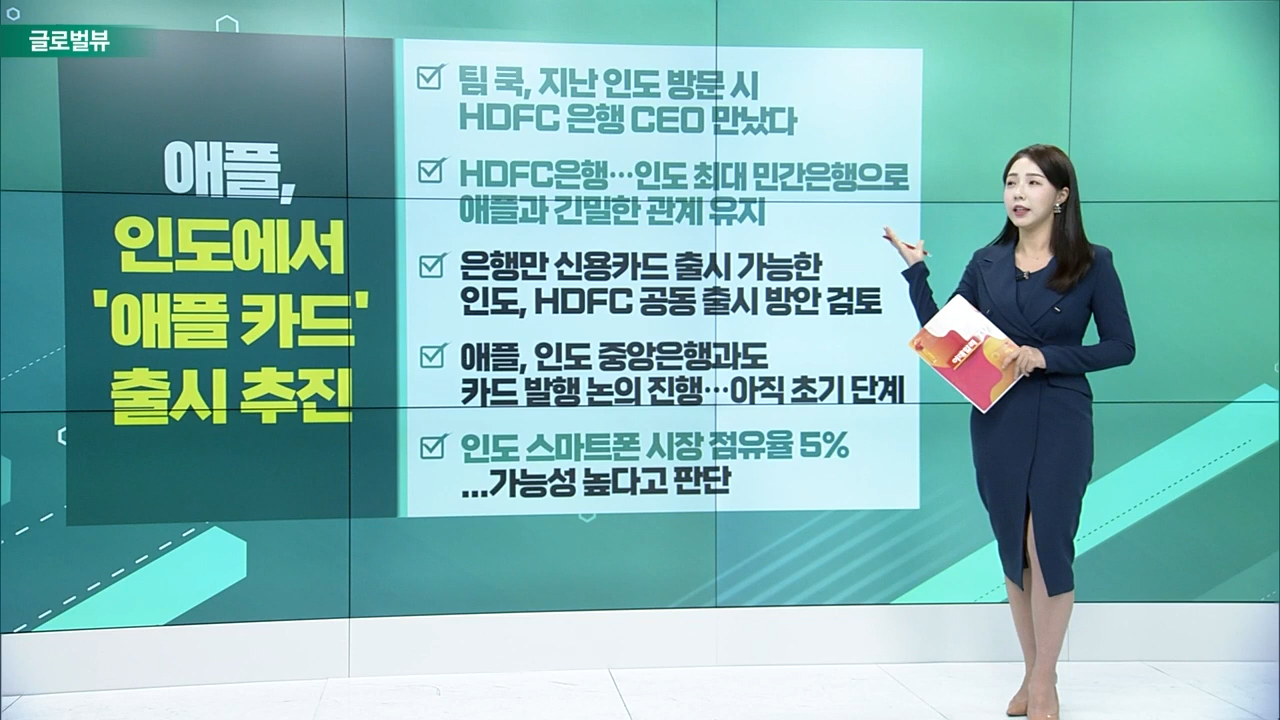 글로벌뷰
애플,
인도에서
'애플 카드'
출시 추진
팀 쿡, 지난 인도 방문 시
HDFC 은행 CEO 만났다
HDFC은행…인도 최대 민간은행으로
애플과 긴밀한 관계 유지
은행만 신용카드 출시 가능한
인도, HDFC 공동 출시 방안 검토
애플, 인도 중앙은행과도
카드 발행 논의 진행…아직 초기 단계
인도 스마트폰 시장 점유율 5%
...가능성 높다고 판단